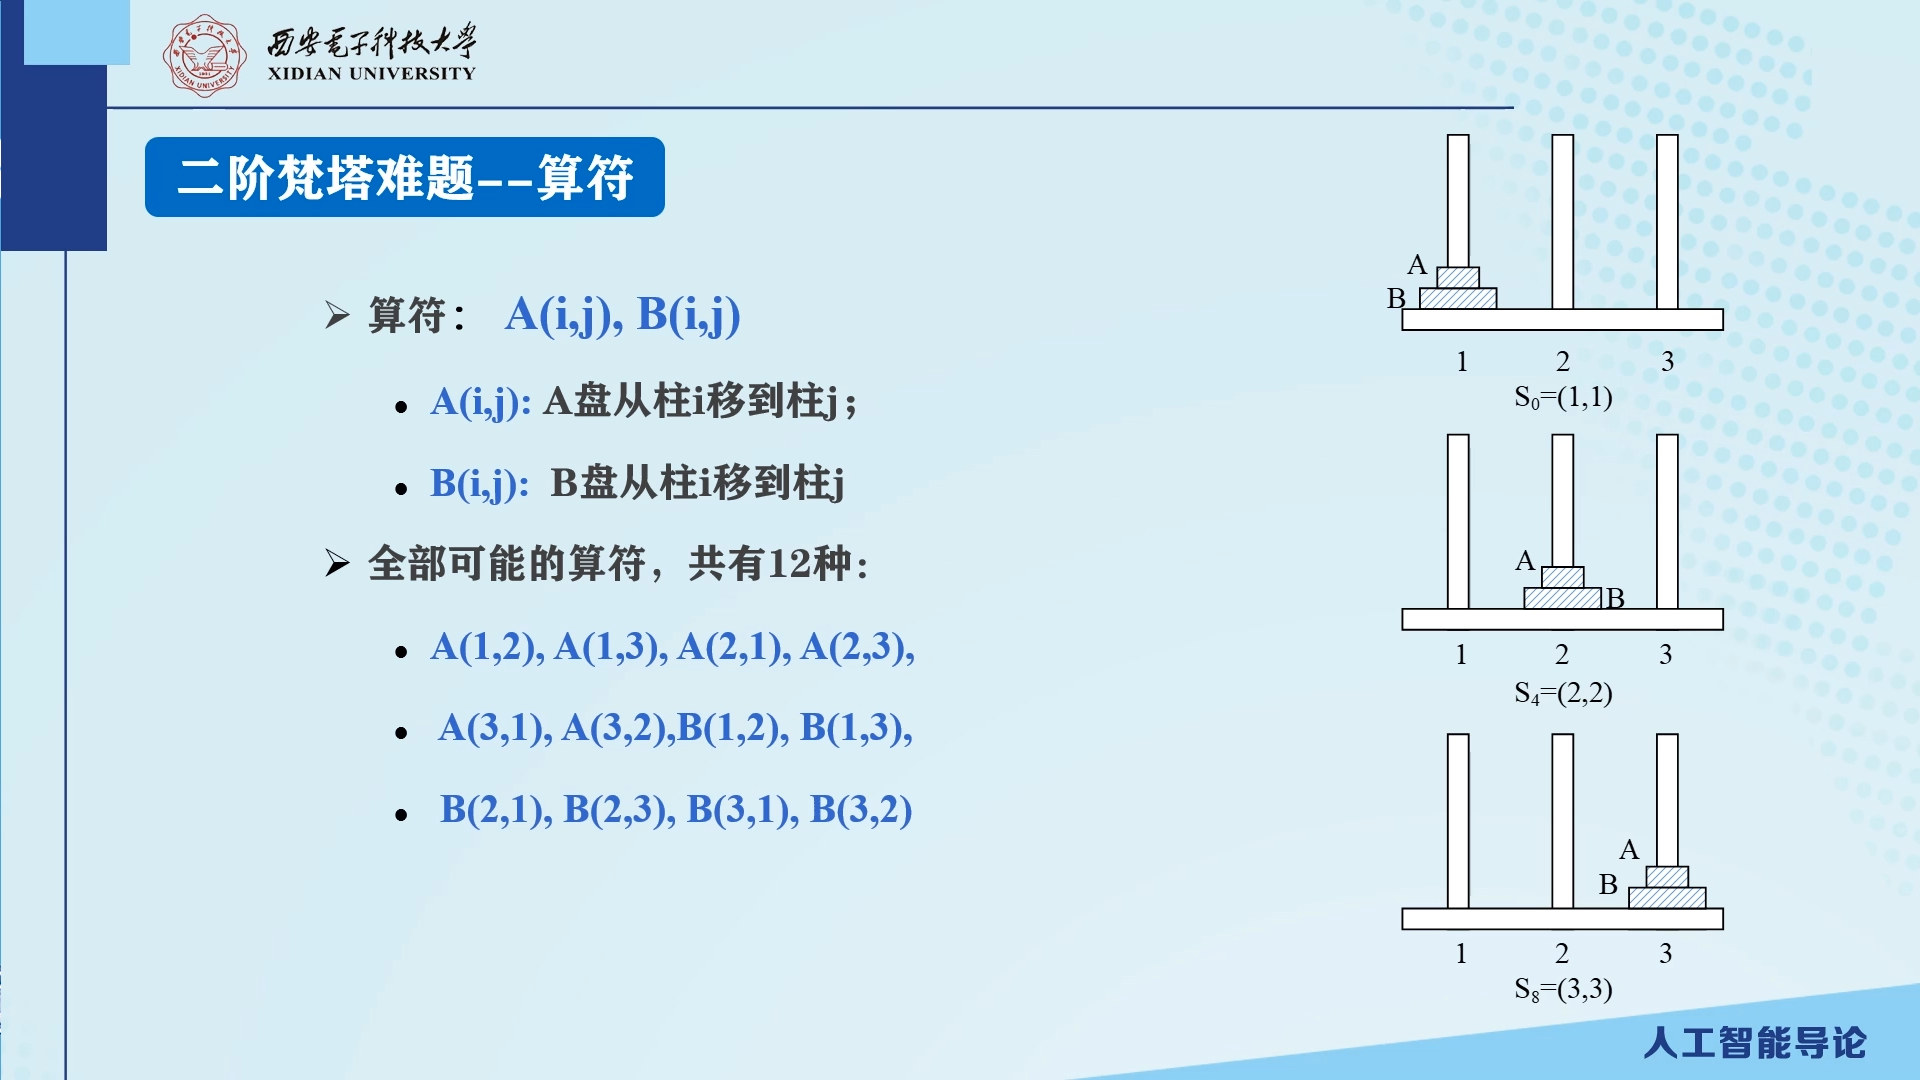 西安电子科技大学
XIDIAN UNIVERSITY
二阶梵塔难题--算符
算符： A(i,j), B(i,j)
A(i,j): A盘从柱i移到柱j；
B(i,j): B盘从柱i移到柱j
全部可能的算符，共有12种：
A(1,2), A(1,3), A(2,1), A(2,3),
A(3,1), A(3,2),B(1,2), B(1,3),
B(2,1), B(2,3), B(3,1), B(3,2)
A
B
1 2 3
S₀=(1,1)
A
B
1 2 3
S₄=(2,2)
A
B
1 2 3
S₈=(3,3)
人工智能导论